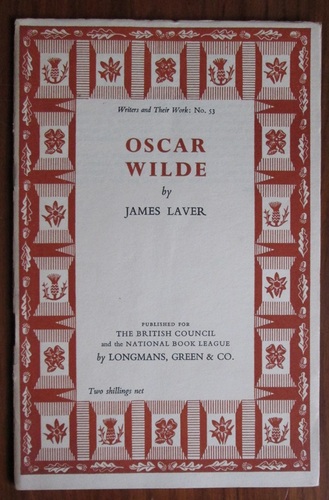 Writers and Their Work: No. 53
OSCAR
WILDE
by
JAMES LAVER
PUBLISHED FOR
THE BRITISH COUNCIL
and the NATIONAL BOOK LEAGUE
by LONGMANS, GREEN & CO.
Two shillings net